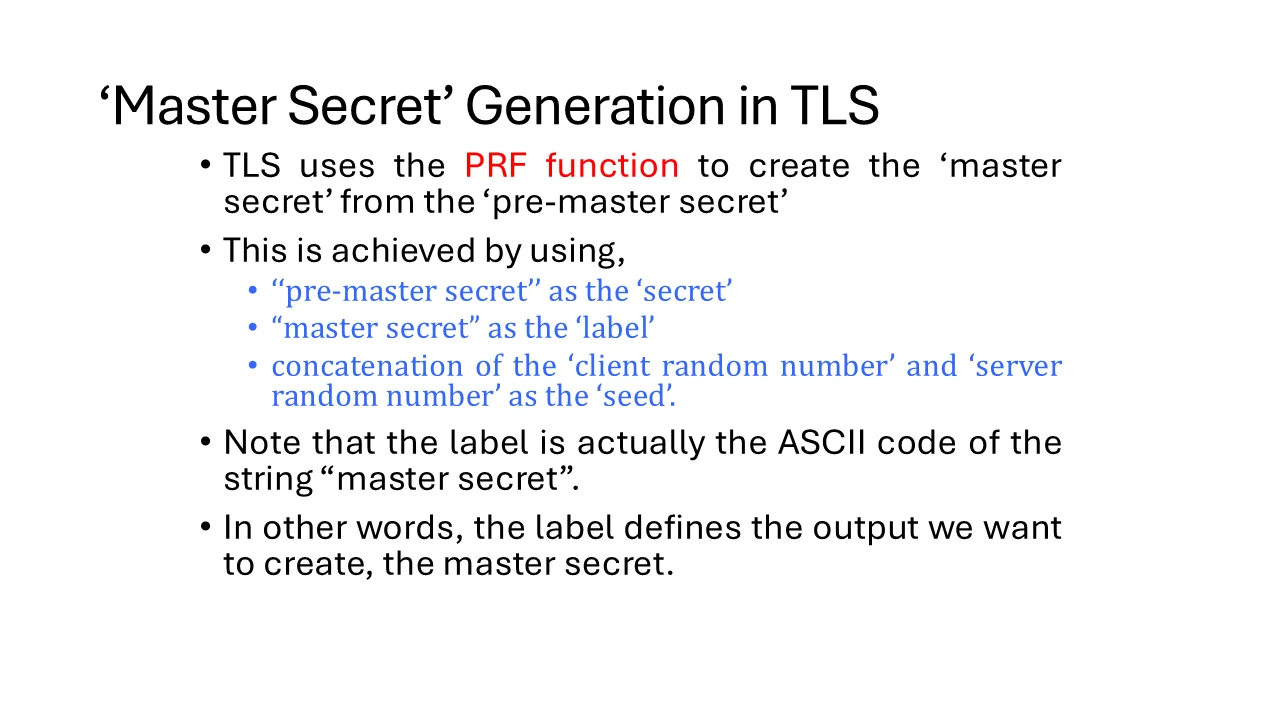 ‘Master Secret’ Generation in TLS
• TLS uses the PRF function to create the ‘master
secret’ from the ‘pre-master secret’
• This is achieved by using,
• ‘‘pre-master secret’’ as the ‘secret’
• “master secret” as the ‘label’
• concatenation of the ‘client random number’ and ‘server
random number’ as the ‘seed’.
• Note that the label is actually the ASCII code of the
string “master secret”.
• In other words, the label defines the output we want
to create, the master secret.